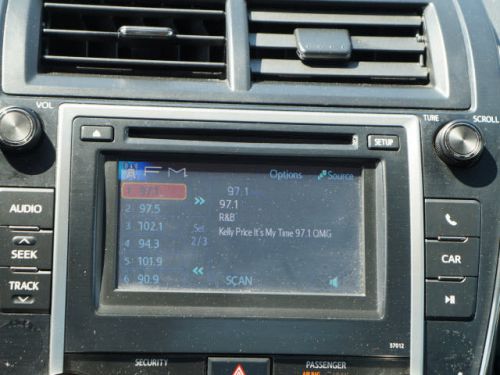 VOL
TUNE SCROLL
SETUP
FM
Options Source
1 97.1
2 97.5
3 102.1
4 94.3
5 101.9
6 90.9
Set
2/3
97.1
97.1
R&B
Kelly Price It's My Time 97.1 QMG
SCAN
AUDIO
SEEK
TRACK
CAR
57012
SECURITY
PASSENGER